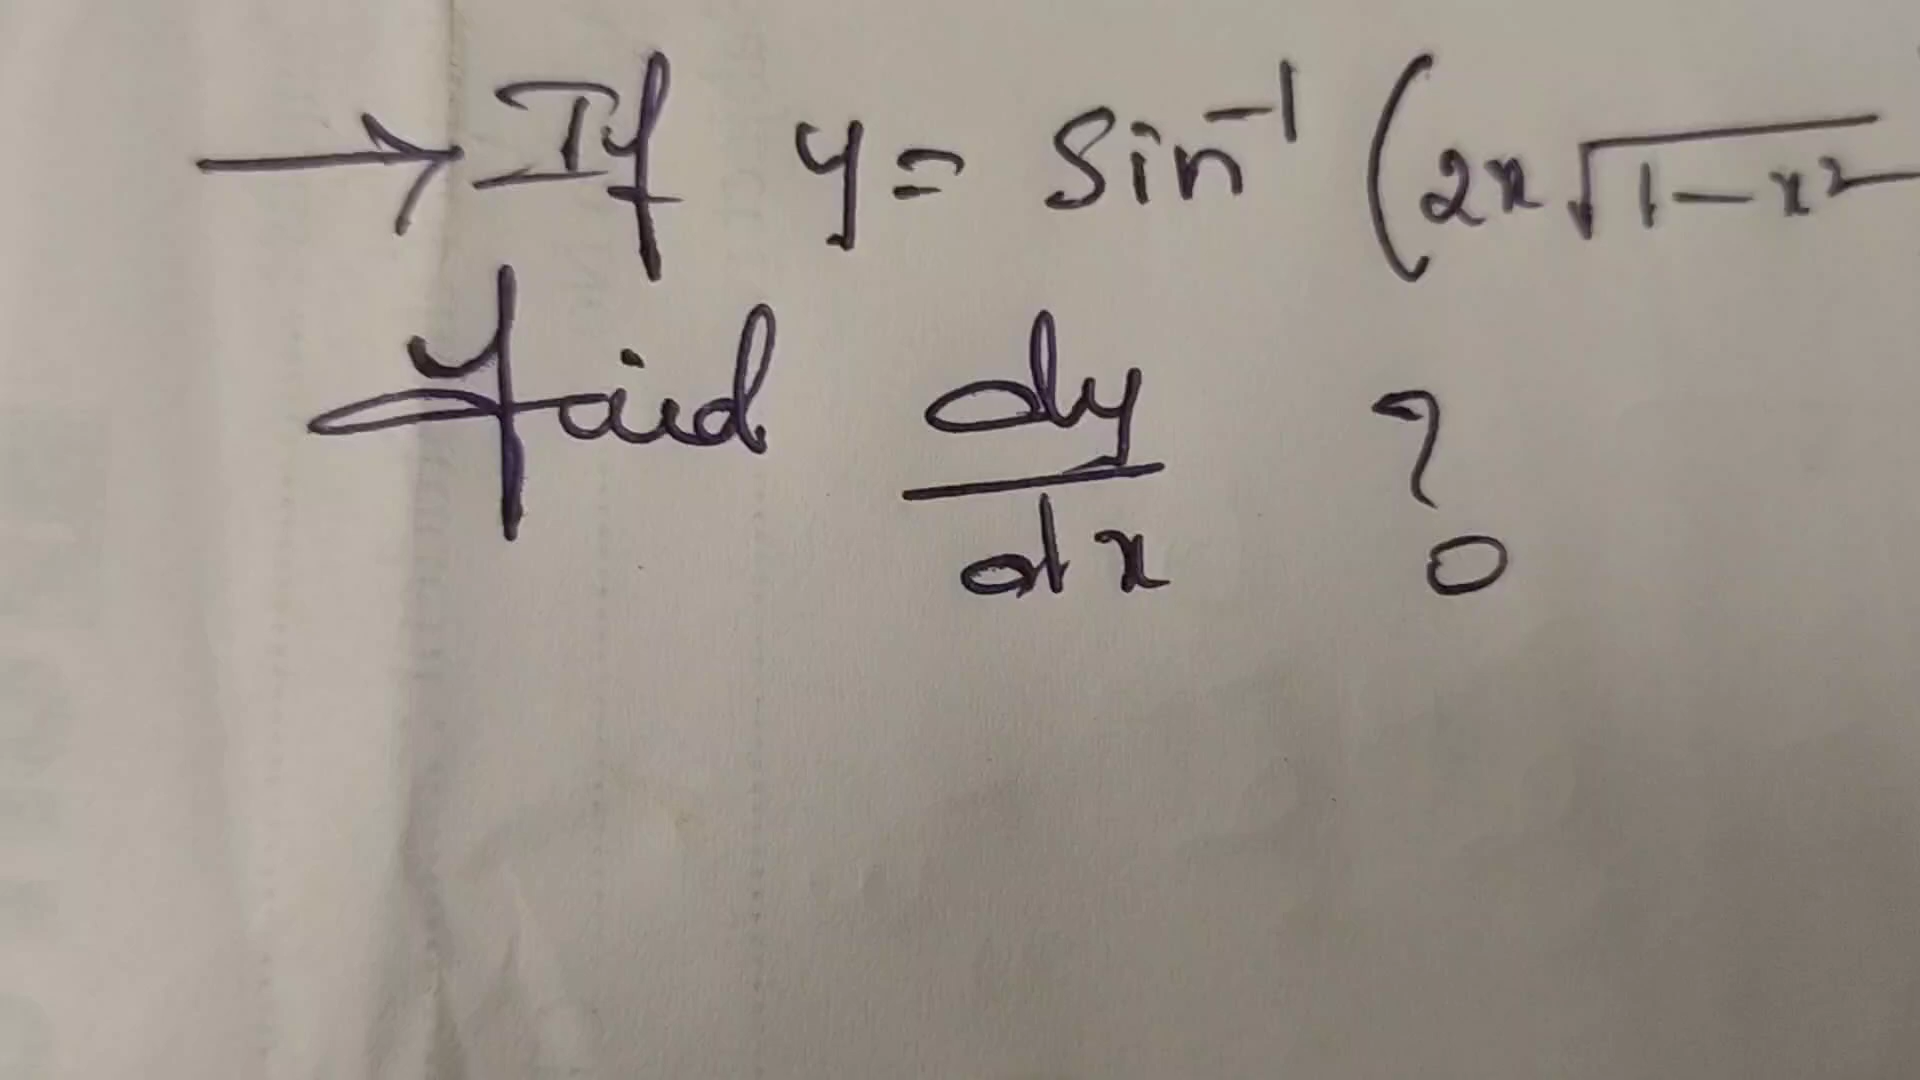 → If y = Sin⁻¹ (2x√1-x²
find dy/dx ?